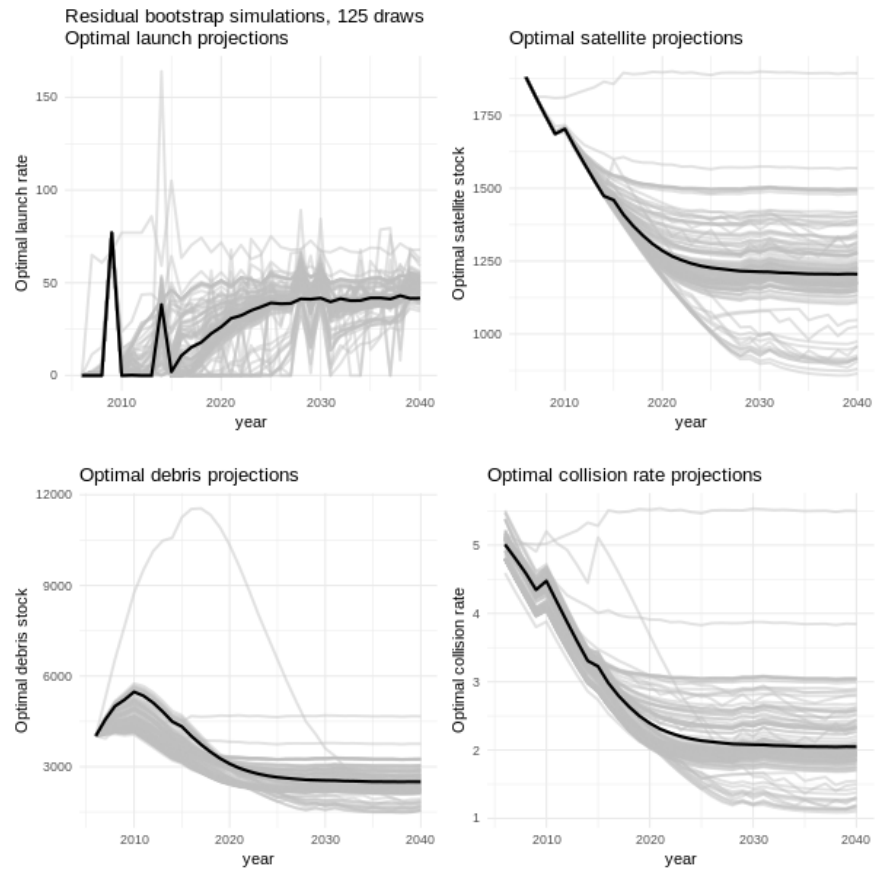 Residual bootstrap simulations, 125 draws
Optimal launch projections
Optimal launch rate
150
100
50
0
2010
2020
2030
2040
year
Optimal satellite projections
Optimal satellite stock
1750
1500
1250
1000
2010
2020
2030
2040
year
Optimal debris projections
Optimal debris stock
12000
9000
6000
3000
2010
2020
2030
2040
year
Optimal collision rate projections
Optimal collision rate
5
4
3
2
1
2010
2020
2030
2040
year